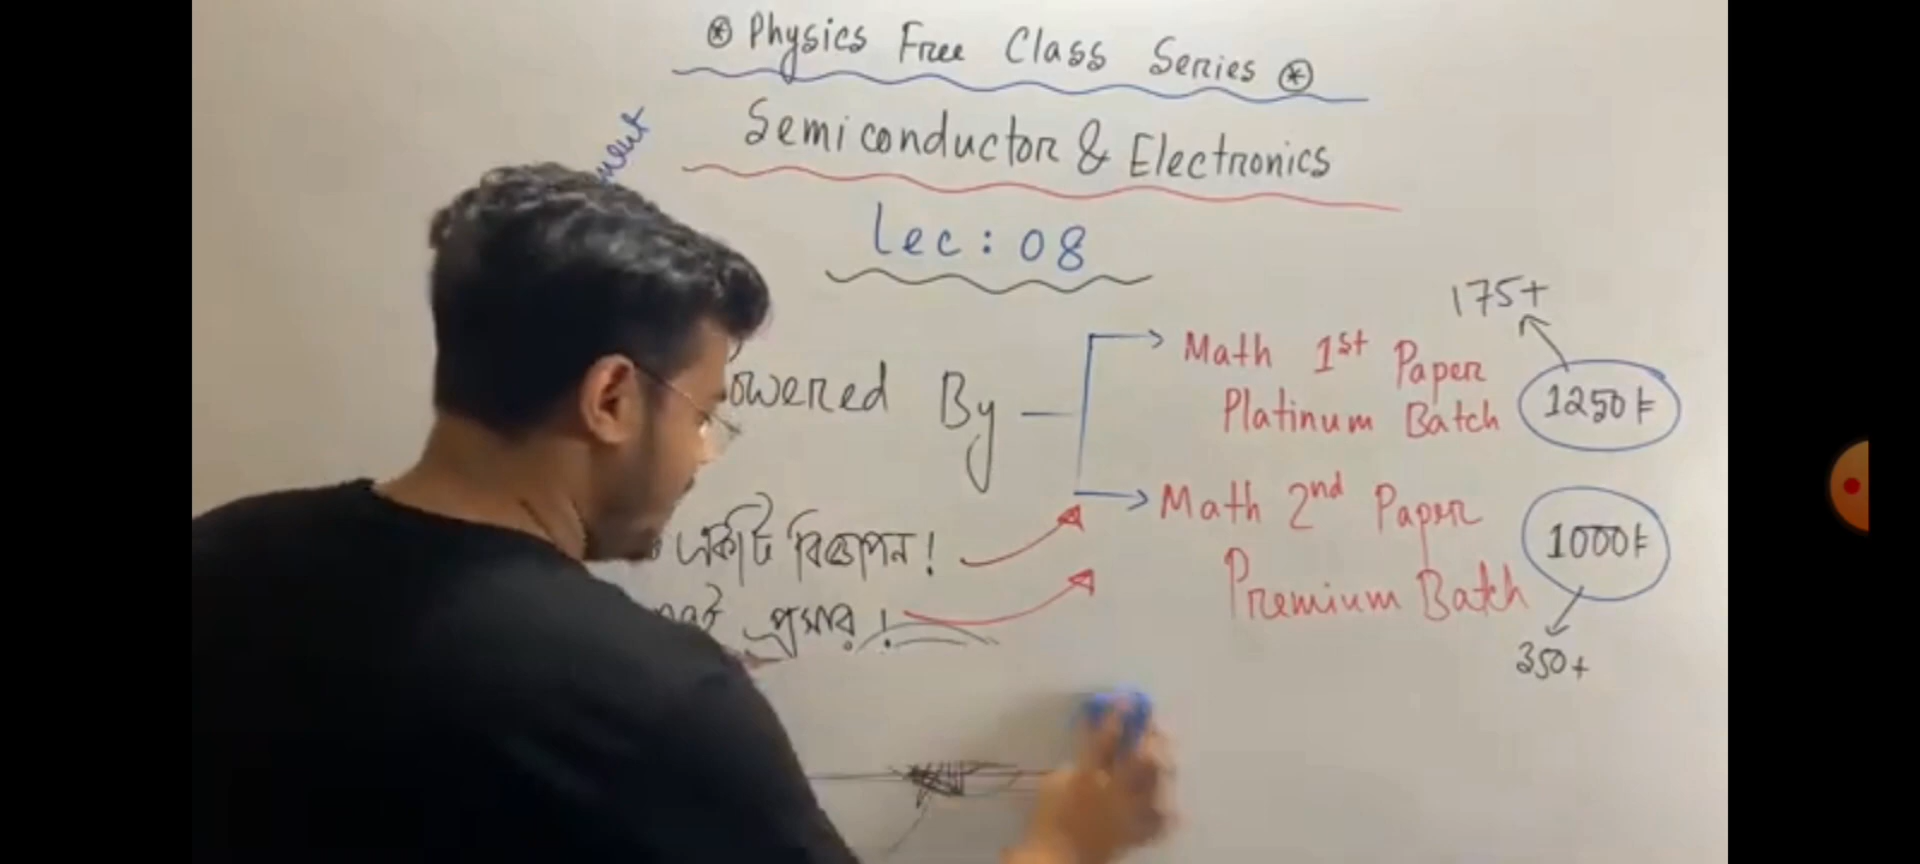 Physics Free Class Series
Semiconductor & Electronics
Lec : 08
By
Math 1st Paper
Platinum Batch
1250৳
175+
Math 2nd Paper
Premium Batch
1000৳
350+
একটি বিজ্ঞাপন!
প্রসার!